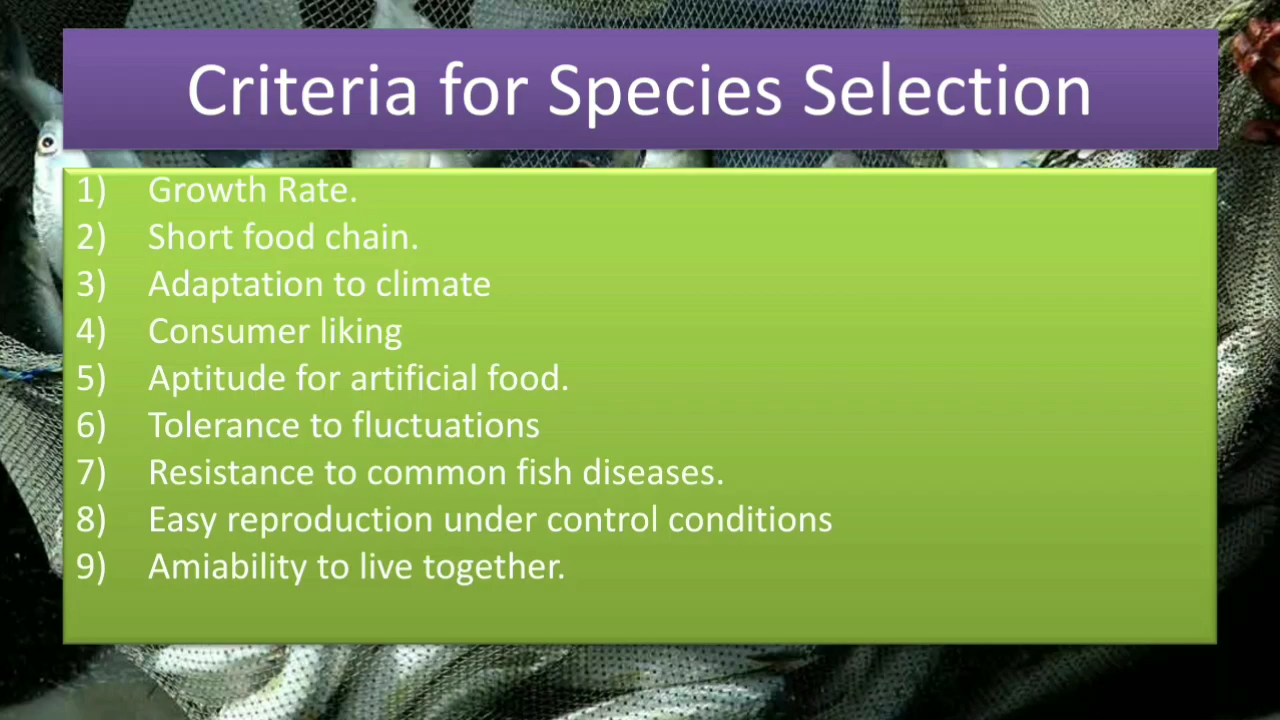 Criteria for Species Selection
1) Growth Rate.
2) Short food chain.
3) Adaptation to climate
4) Consumer liking
5) Aptitude for artificial food.
6) Tolerance to fluctuations
7) Resistance to common fish diseases.
8) Easy reproduction under control conditions
9) Amiability to live together.